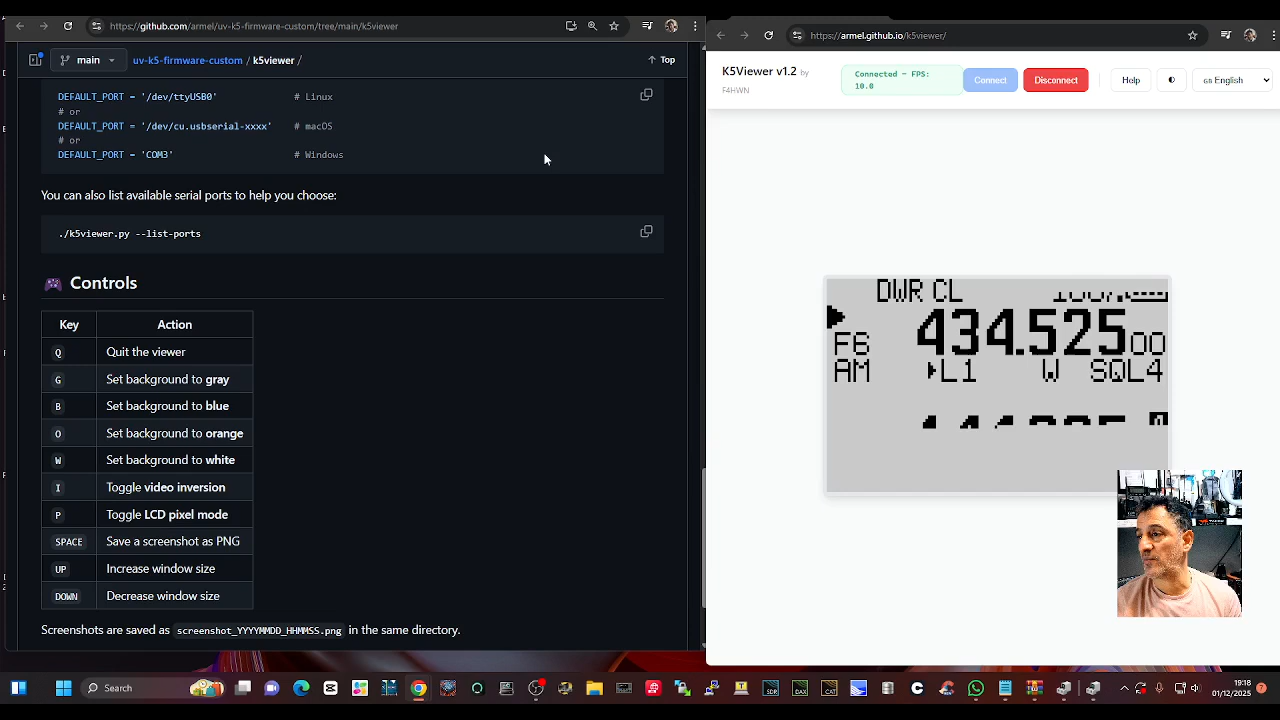 https://github.com/armel/uv-k5-firmware-custom/tree/main/k5viewer
main
uv-k5-firmware-custom / k5viewer /
Top
DEFAULT_PORT = '/dev/ttyUSB0' # Linux
# or
DEFAULT_PORT = '/dev/cu.usbserial-xxxx' # macOS
# or
DEFAULT_PORT = 'COM3' # Windows
You can also list available serial ports to help you choose:
./k5viewer.py --list-ports
Controls
Key Action
Q Quit the viewer
G Set background to gray
B Set background to blue
O Set background to orange
W Set background to white
I Toggle video inversion
P Toggle LCD pixel mode
SPACE Save a screenshot as PNG
UP Increase window size
DOWN Decrease window size
Screenshots are saved as screenshot_YYYYMMDD_HHMMSS.png in the same directory.
https://armel.github.io/k5viewer/
K5Viewer v1.2 by
F4HWN
Connected – FPS:
10.0
Connect
Disconnect
Help
GB English
DWR CL
F6 434.52500
AM L1 W SQL4
Search
SDR
DAX
CAT
19:18
01/12/2025